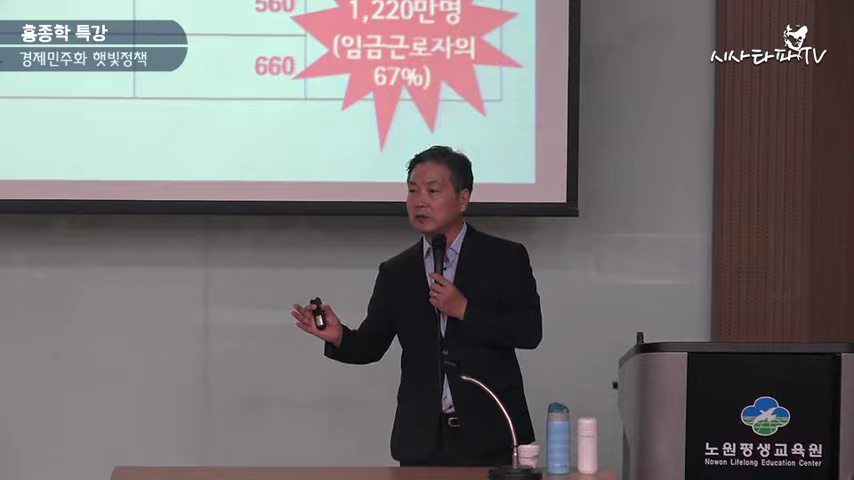 홍종학 특강
경제민주화 햇빛정책
시사타파TV
560
660
1,220만명
(임금근로자의
67%)
노원평생교육원
Nowon Lifelong Education Center